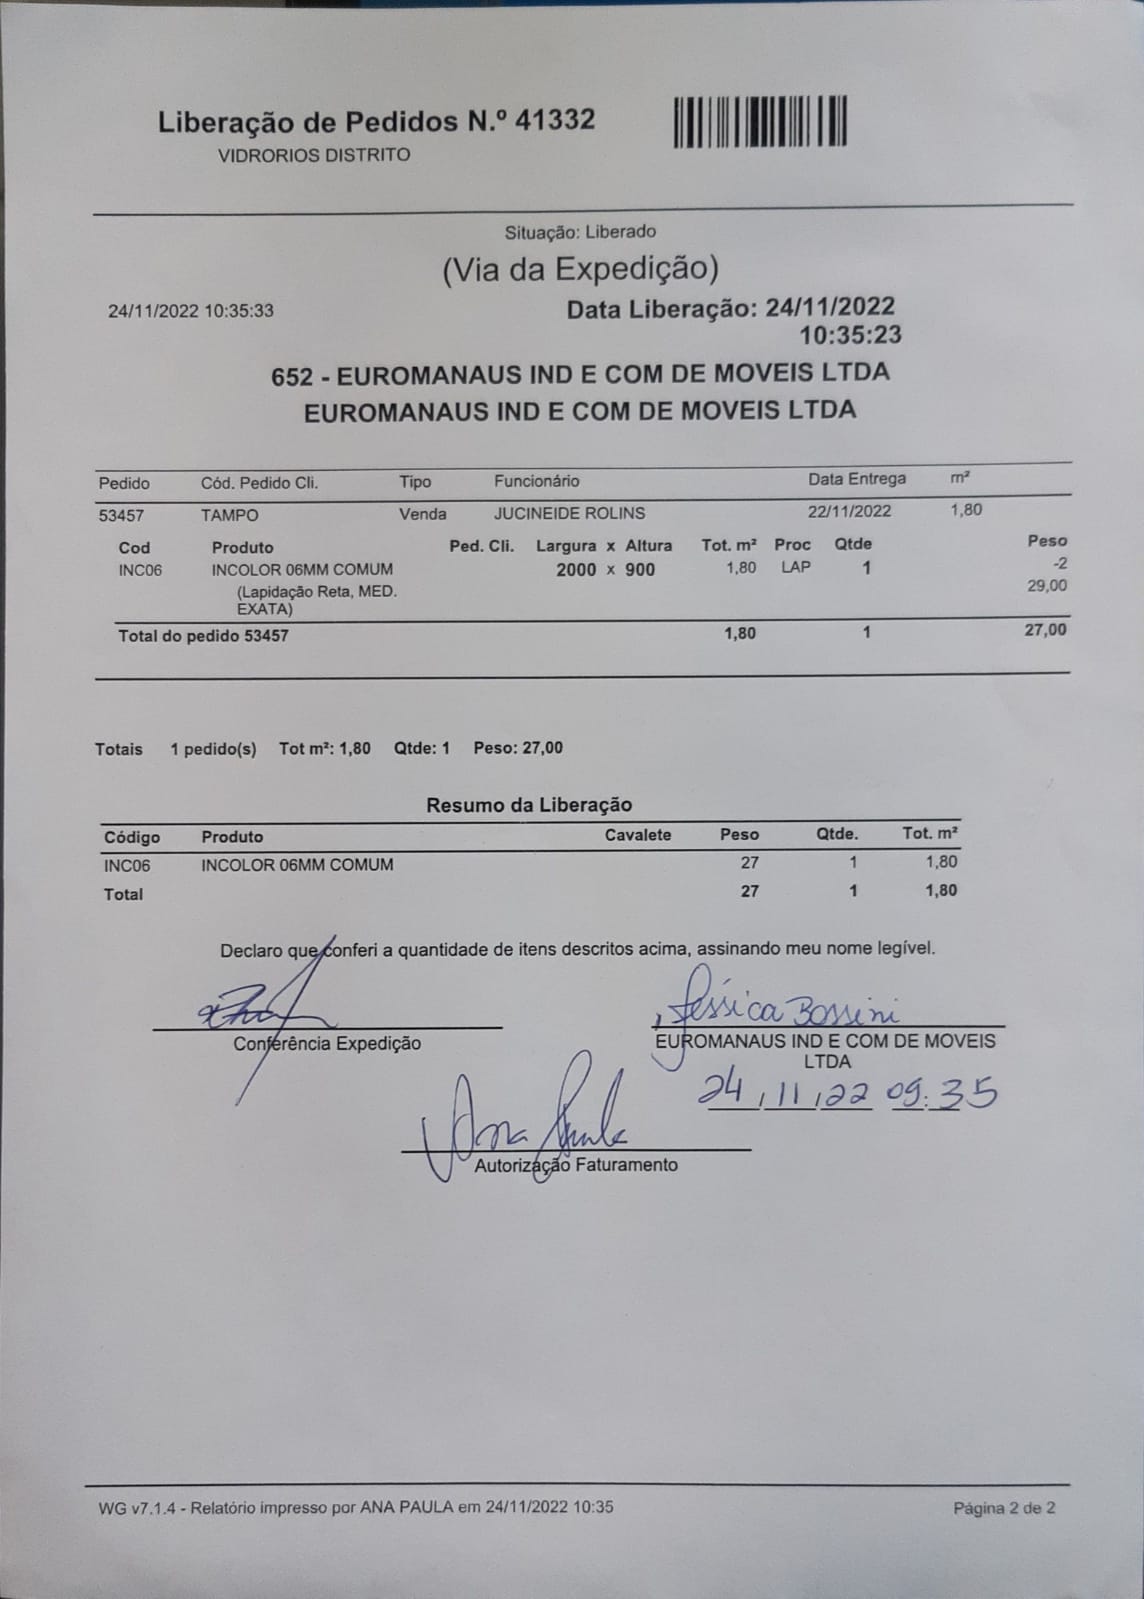 Liberação de Pedidos N.º 41332
VIDRORIOS DISTRITO
Situação: Liberado
(Via da Expedição)
24/11/2022 10:35:33 Data Liberação: 24/11/2022
10:35:23
652 - EUROMANAUS IND E COM DE MOVEIS LTDA
EUROMANAUS IND E COM DE MOVEIS LTDA
Pedido Cód. Pedido Cli. Tipo Funcionário Data Entrega m²
53457 TAMPO Venda JUCINEIDE ROLINS 22/11/2022 1,80
Cod Produto Ped. Cli. Largura x Altura Tot. m² Proc Qtde Peso
INC06 INCOLOR 06MM COMUM 2000 x 900 1,80 LAP 1 -2
(Lapidação Reta, MED. 29,00
EXATA)
Total do pedido 53457 1,80 1 27,00
Totais 1 pedido(s) Tot m²: 1,80 Qtde: 1 Peso: 27,00
Resumo da Liberação
Código Produto Cavalete Peso Qtde. Tot. m²
INC06 INCOLOR 06MM COMUM 27 1 1,80
Total 27 1 1,80
Declaro que conferi a quantidade de itens descritos acima, assinando meu nome legível.
Jéssica Bossini
Conferência Expedição EUROMANAUS IND E COM DE MOVEIS
LTDA
24/11/22 09:35
Ana Paula
Autorização Faturamento
WG v7.1.4 - Relatório impresso por ANA PAULA em 24/11/2022 10:35 Página 2 de 2